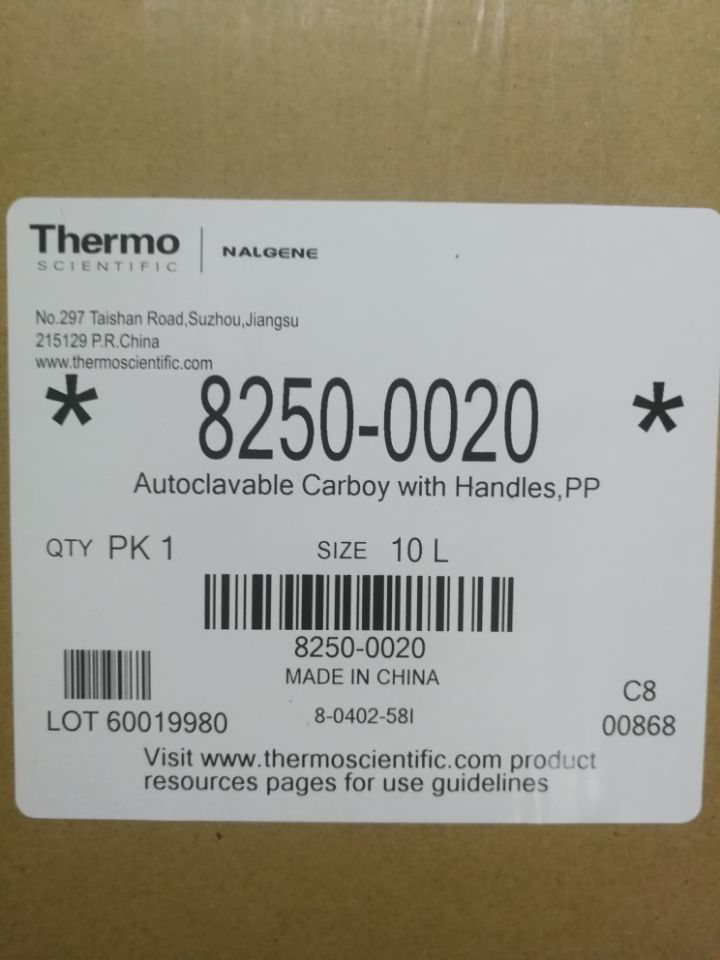 Thermo
SCIENTIFIC
NALGENE
No.297 Taishan Road,Suzhou,Jiangsu
215129 P.R.China
www.thermoscientific.com
* 8250-0020 *
Autoclavable Carboy with Handles,PP
QTY PK 1 SIZE 10 L
8250-0020
MADE IN CHINA
8-0402-58I
LOT 60019980
C8
00868
Visit www.thermoscientific.com product
resources pages for use guidelines